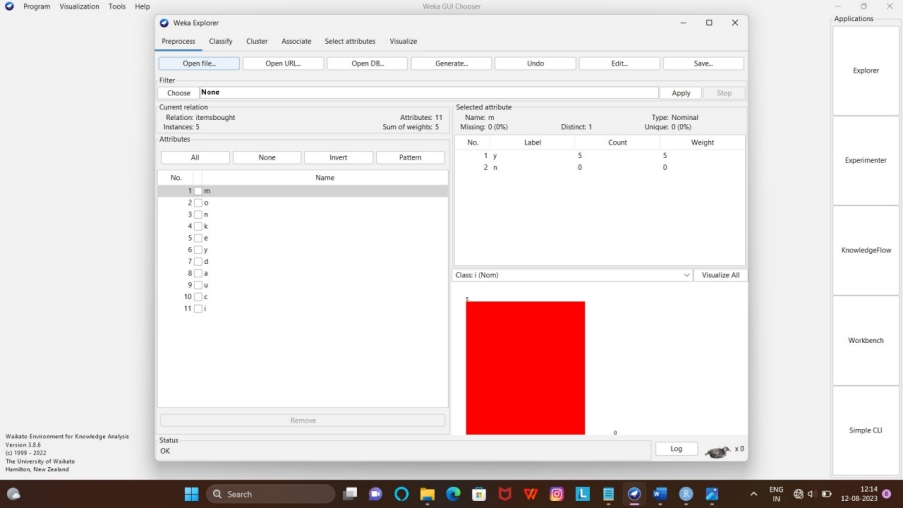 Program Visualization Tools Help
Weka GUI Chooser
Weka Explorer
Preprocess Classify Cluster Associate Select attributes Visualize
Open file... Open URL... Open DB... Generate... Undo Edit... Save...
Filter
Choose None Apply Stop
Current relation
Relation: itemsbought Attributes: 11
Instances: 5 Sum of weights: 5
Attributes
All None Invert Pattern
No. Name
1 m
2 o
3 n
4 k
5 e
6 y
7 d
8 a
9 u
10 c
11 i
Remove
Status
OK
Selected attribute
Name: m Type: Nominal
Missing: 0 (0%) Distinct: 1 Unique: 0 (0%)
No. Label Count Weight
1 y 5 5
2 n 0 0
Class: i (Nom) Visualize All
5
0
Log x 0
Applications
Explorer
Experimenter
KnowledgeFlow
Workbench
Simple CLI
Waikato Environment for Knowledge Analysis
Version 3.8.6
(c) 1999 - 2022
The University of Waikato
Hamilton, New Zealand
Search
ENG
IN
12:14
12-08-2023
8